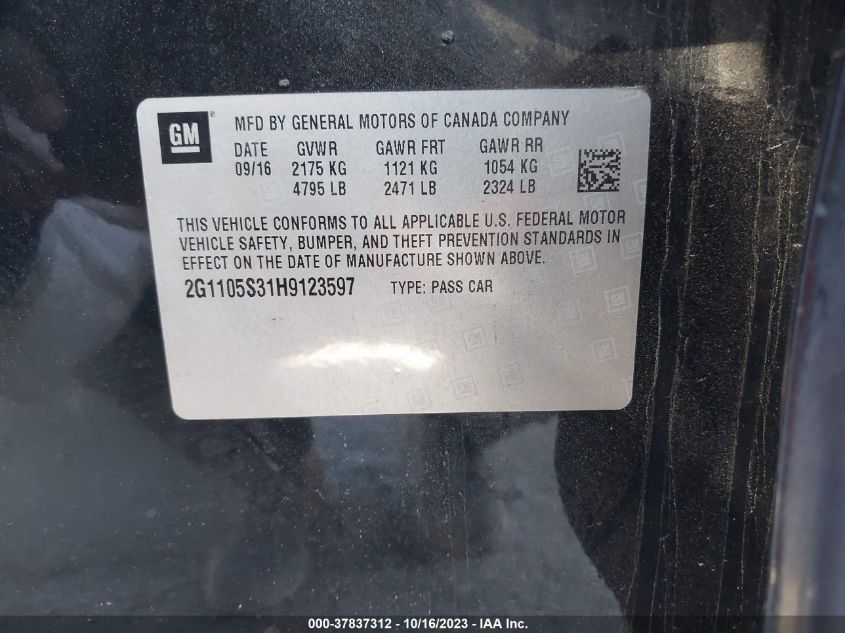 GM
MFD BY GENERAL MOTORS OF CANADA COMPANY
DATE GVWR GAWR FRT GAWR RR
09/16 2175 KG 1121 KG 1054 KG
4795 LB 2471 LB 2324 LB
THIS VEHICLE CONFORMS TO ALL APPLICABLE U.S. FEDERAL MOTOR
VEHICLE SAFETY, BUMPER, AND THEFT PREVENTION STANDARDS IN
EFFECT ON THE DATE OF MANUFACTURE SHOWN ABOVE.
2G1105S31H9123597 TYPE: PASS CAR
000-37837312 - 10/16/2023 - IAA Inc.